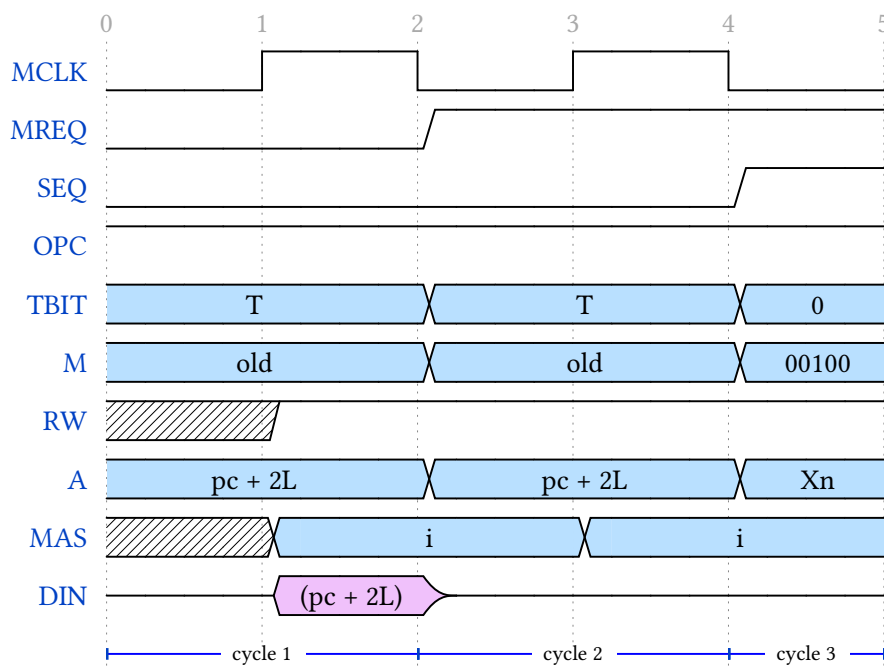 0 1 2 3 4 5
MCLK
MREQ
SEQ
OPC
TBIT T T 0
M old old 00100
RW
A pc + 2L pc + 2L Xn
MAS i i
DIN (pc + 2L)
cycle 1 cycle 2 cycle 3